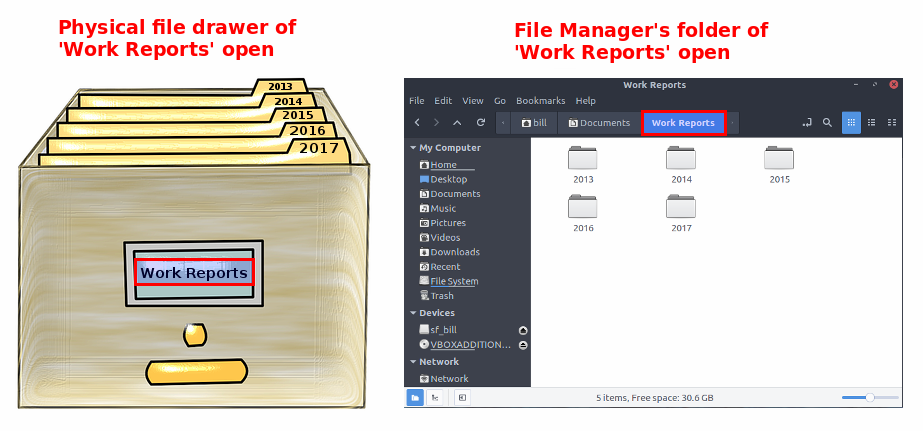 Physical file drawer of
'Work Reports' open
2013
2014
2015
2016
2017
Work Reports
File Manager's folder of
'Work Reports' open
Work Reports
File Edit View Go Bookmarks Help
bill Documents Work Reports
My Computer
Home
Desktop
Documents
Music
Pictures
Videos
Downloads
Recent
File System
Trash
Devices
sf_bill
VBOXADDITION...
Network
Network
2013 2014 2015
2016 2017
5 items, Free space: 30.6 GB